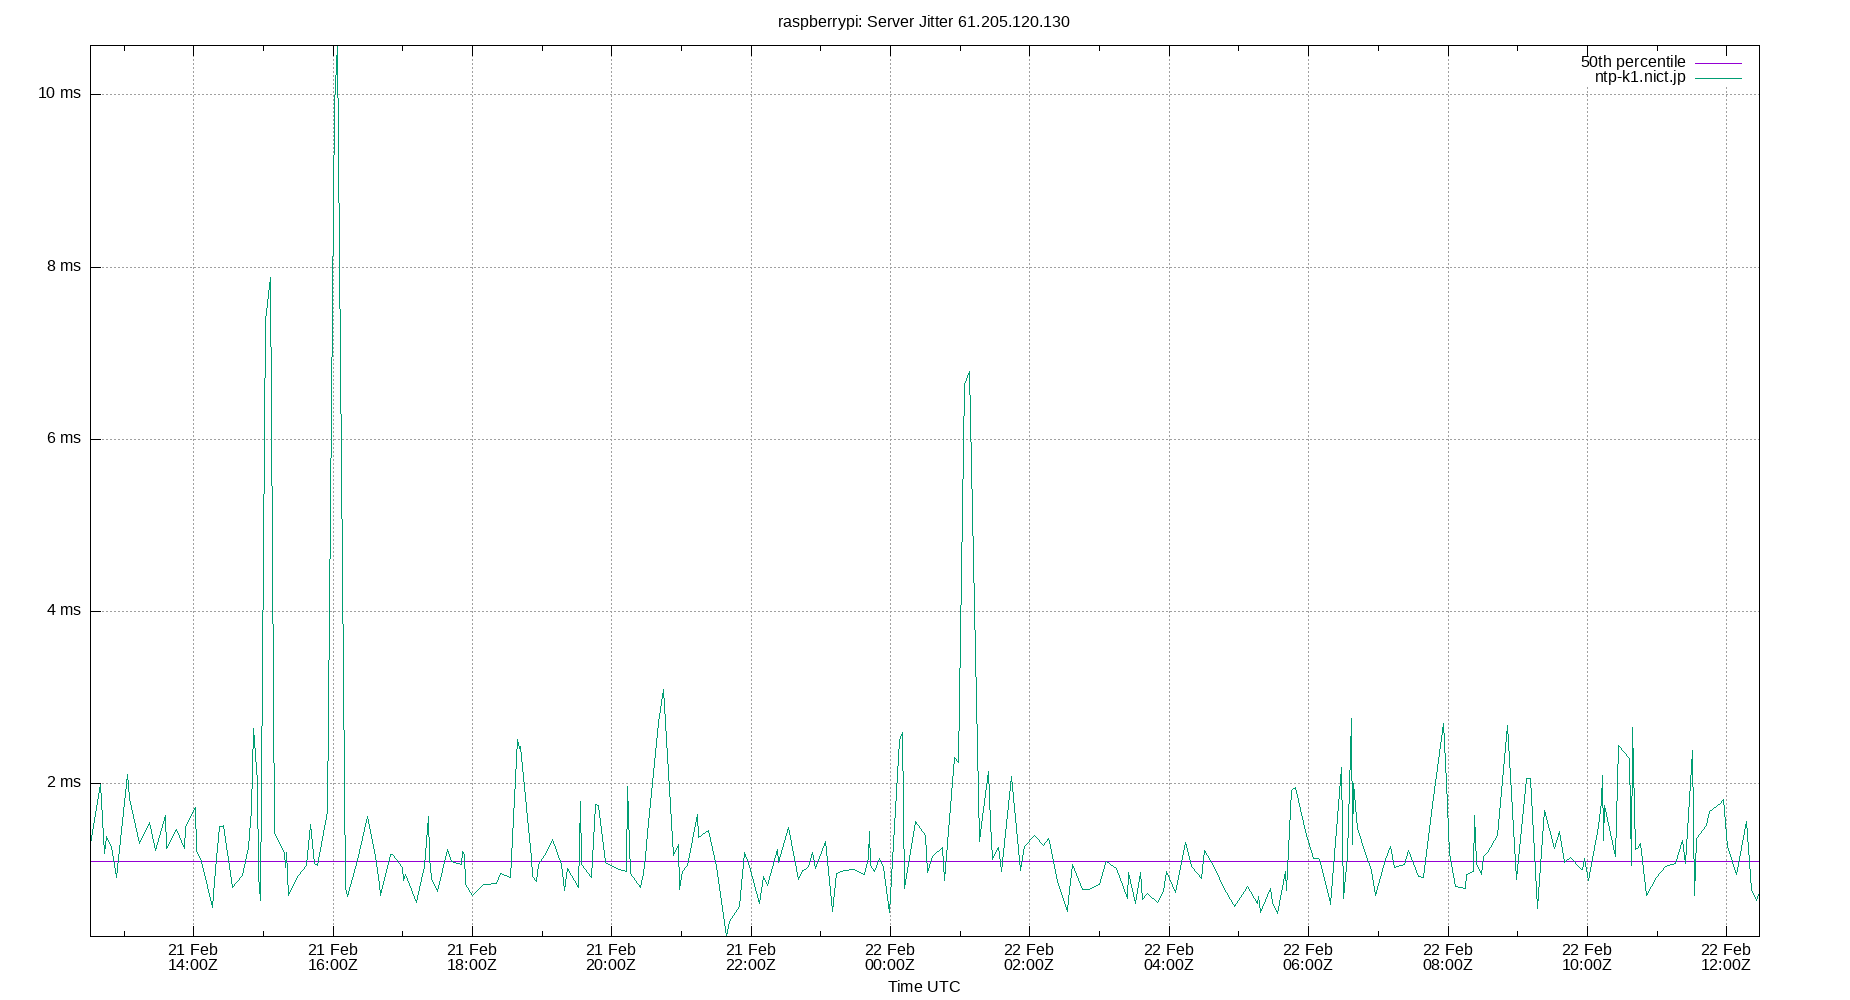 raspberrypi: Server Jitter 61.205.120.130
50th percentile
ntp-k1.nict.jp
10 ms
8 ms
6 ms
4 ms
2 ms
21 Feb 21 Feb 21 Feb 21 Feb 21 Feb 22 Feb 22 Feb 22 Feb 22 Feb 22 Feb 22 Feb 22 Feb
14:00Z 16:00Z 18:00Z 20:00Z 22:00Z 00:00Z 02:00Z 04:00Z 06:00Z 08:00Z 10:00Z 12:00Z
Time UTC